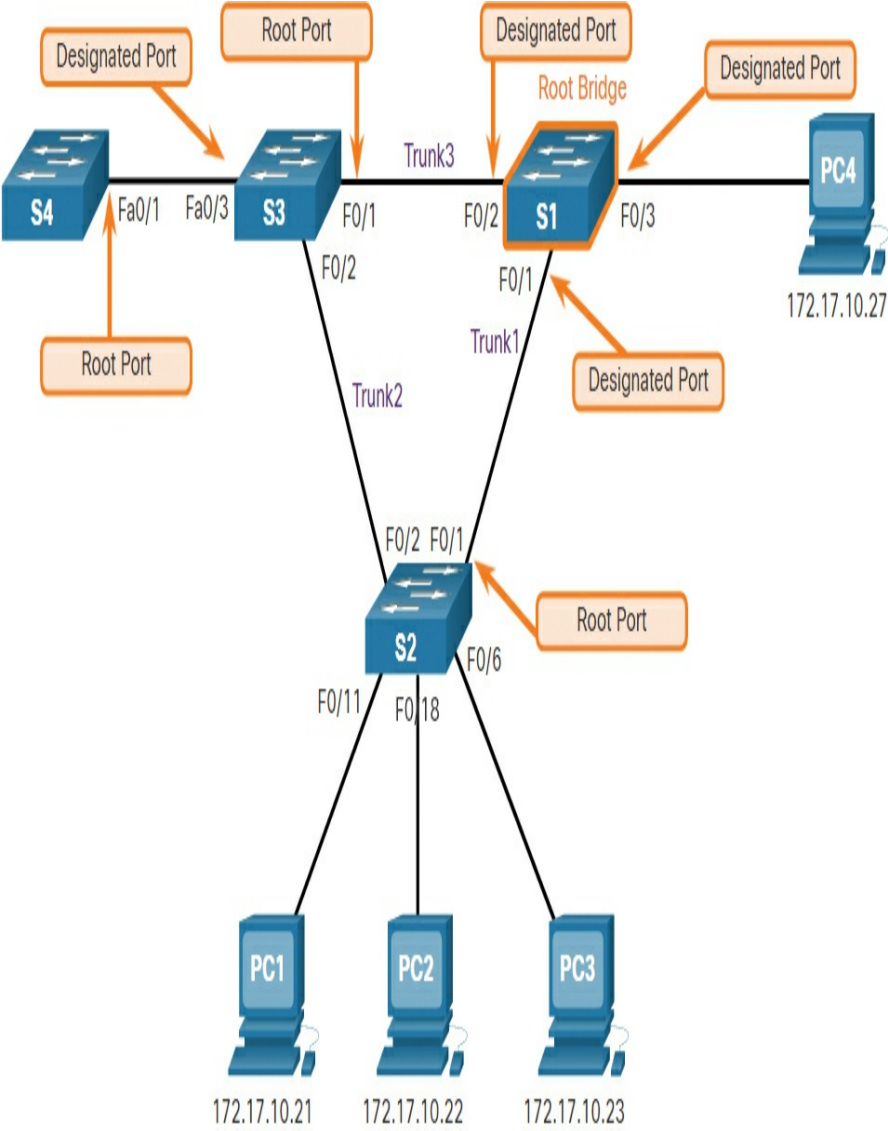 Root Port
Designated Port
Designated Port
Designated Port
Root Bridge
Trunk3
PC4
S4
Fa0/1
Fa0/3
S3
F0/1
F0/2
S1
F0/3
F0/2
F0/1
172.17.10.27
Trunk1
Root Port
Designated Port
Trunk2
F0/2
F0/1
Root Port
S2
F0/6
F0/11
F0/18
PC1
PC2
PC3
172.17.10.21
172.17.10.22
172.17.10.23